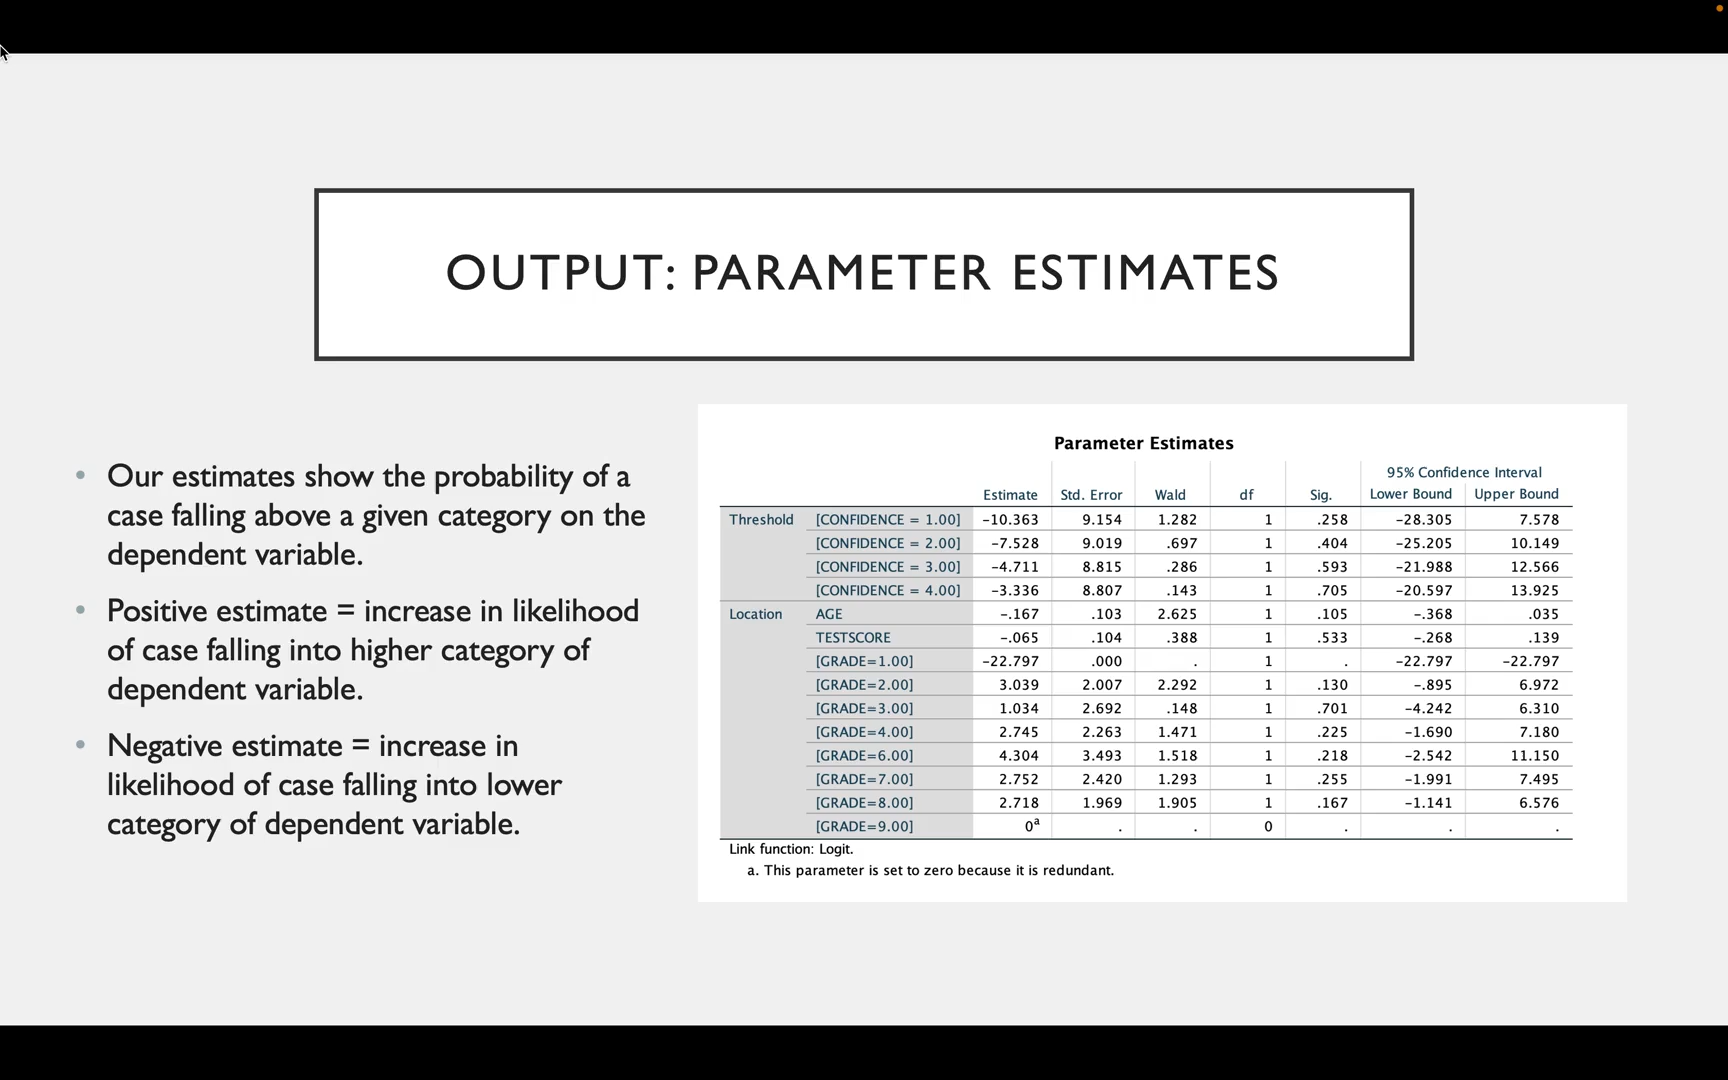 OUTPUT: PARAMETER ESTIMATES
• Our estimates show the probability of a
case falling above a given category on the
dependent variable.
• Positive estimate = increase in likelihood
of case falling into higher category of
dependent variable.
• Negative estimate = increase in
likelihood of case falling into lower
category of dependent variable.
Parameter Estimates
95% Confidence Interval
Estimate Std. Error Wald df Sig. Lower Bound Upper Bound
Threshold [CONFIDENCE = 1.00] -10.363 9.154 1.282 1 .258 -28.305 7.578
[CONFIDENCE = 2.00] -7.528 9.019 .697 1 .404 -25.205 10.149
[CONFIDENCE = 3.00] -4.711 8.815 .286 1 .593 -21.988 12.566
[CONFIDENCE = 4.00] -3.336 8.807 .143 1 .705 -20.597 13.925
Location AGE -.167 .103 2.625 1 .105 -.368 .035
TESTSCORE -.065 .104 .388 1 .533 -.268 .139
[GRADE=1.00] -22.797 .000 . 1 . -22.797 -22.797
[GRADE=2.00] 3.039 2.007 2.292 1 .130 -.895 6.972
[GRADE=3.00] 1.034 2.692 .148 1 .701 -4.242 6.310
[GRADE=4.00] 2.745 2.263 1.471 1 .225 -1.690 7.180
[GRADE=6.00] 4.304 3.493 1.518 1 .218 -2.542 11.150
[GRADE=7.00] 2.752 2.420 1.293 1 .255 -1.991 7.495
[GRADE=8.00] 2.718 1.969 1.905 1 .167 -1.141 6.576
[GRADE=9.00] 0ᵃ . . 0 . . .
Link function: Logit.
a. This parameter is set to zero because it is redundant.